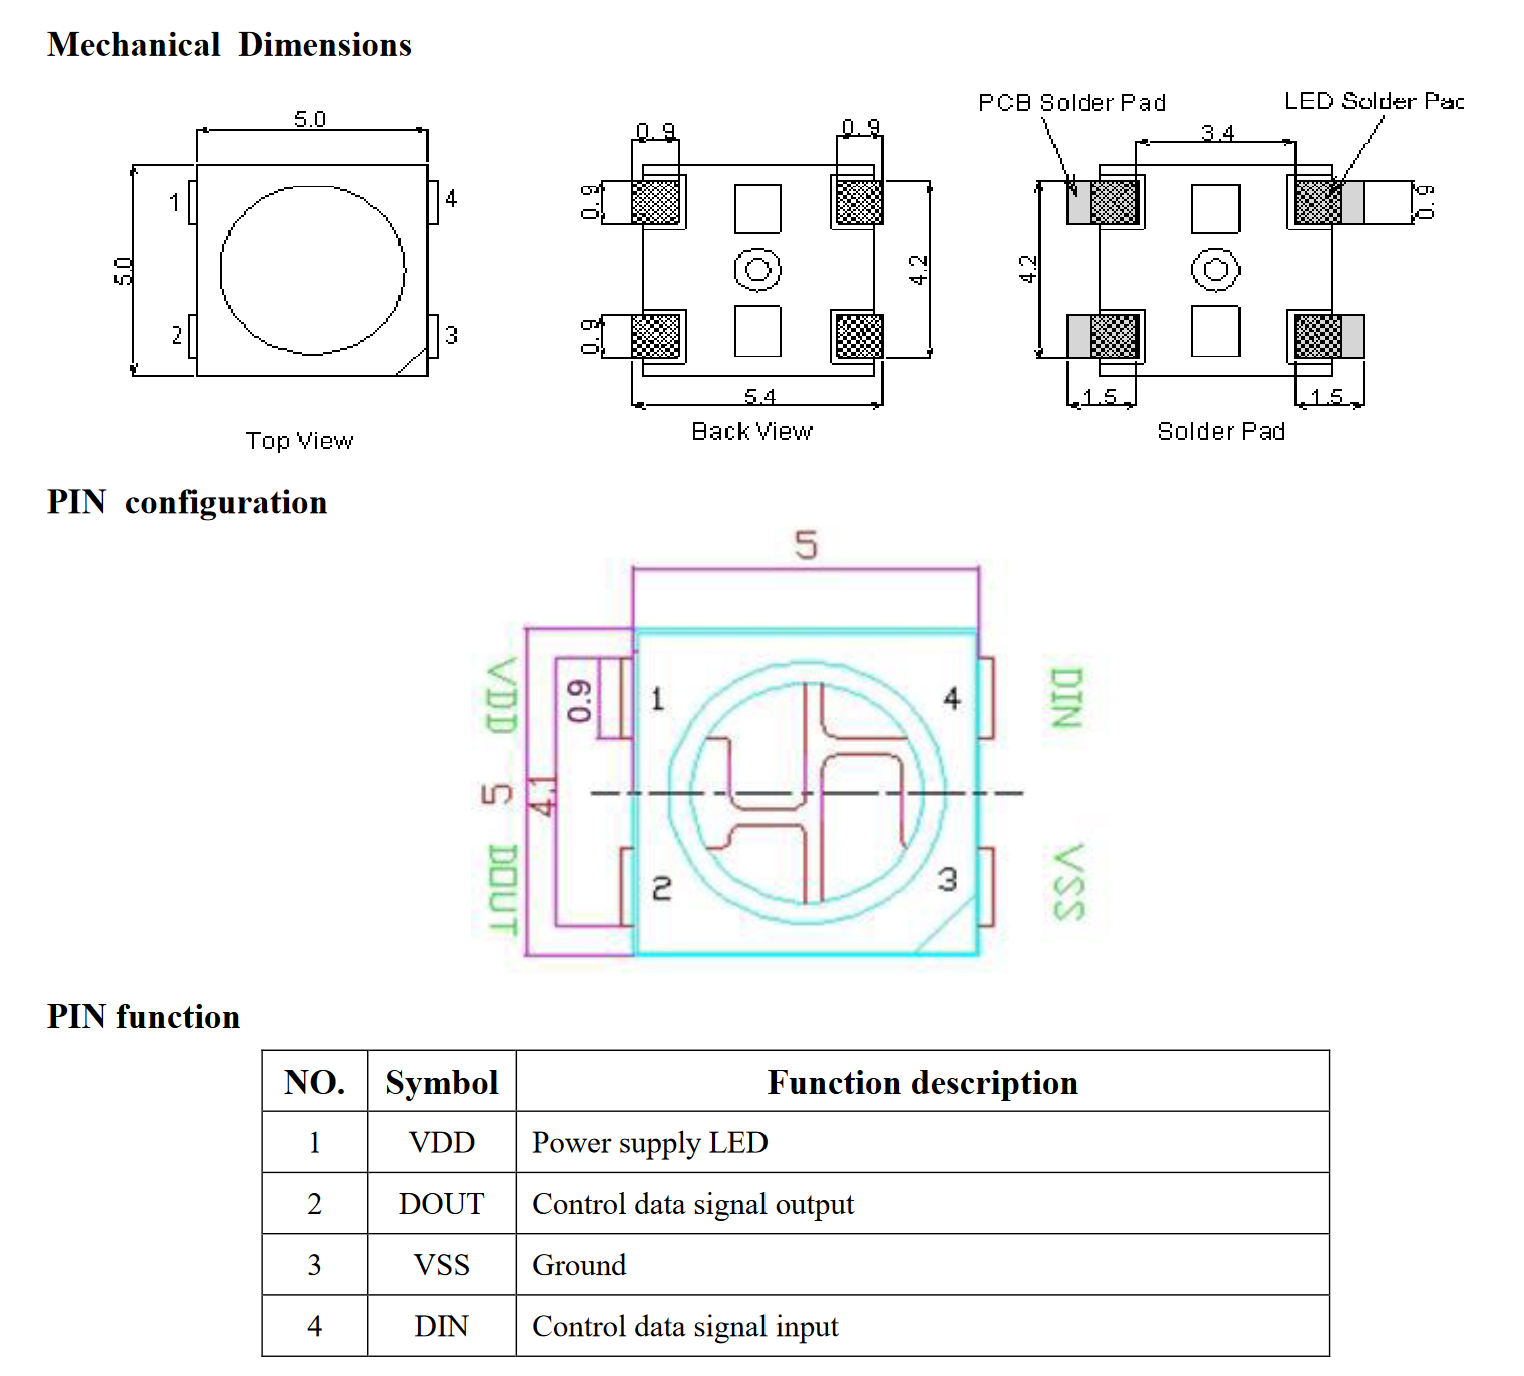 Mechanical Dimensions
PCB Solder Pad
LED Solder Pac
5.0
0.9
0.9
3.4
1
4
0.9
0.9
5.0
4.2
4.2
2
3
0.9
5.4
1.5
1.5
Top View
Back View
Solder Pad
PIN configuration
5
VDD
0.9
1
4
DIN
5
4.1
DOUT
2
3
VSS
PIN function
NO. Symbol Function description
1 VDD Power supply LED
2 DOUT Control data signal output
3 VSS Ground
4 DIN Control data signal input